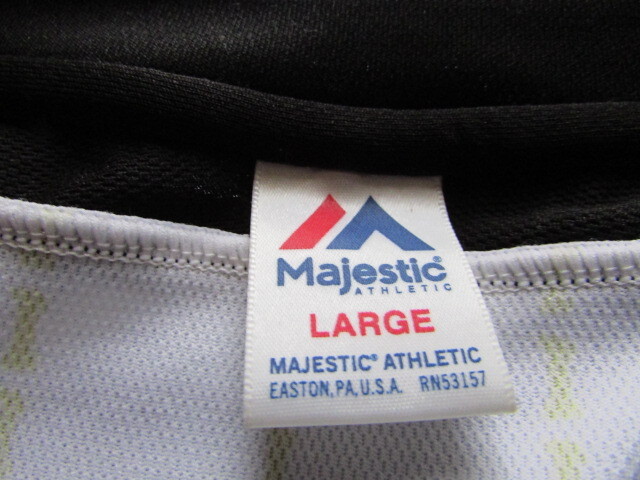 Majestic®
ATHLETIC
LARGE
MAJESTIC® ATHLETIC
EASTON, PA, U.S.A. RN53157